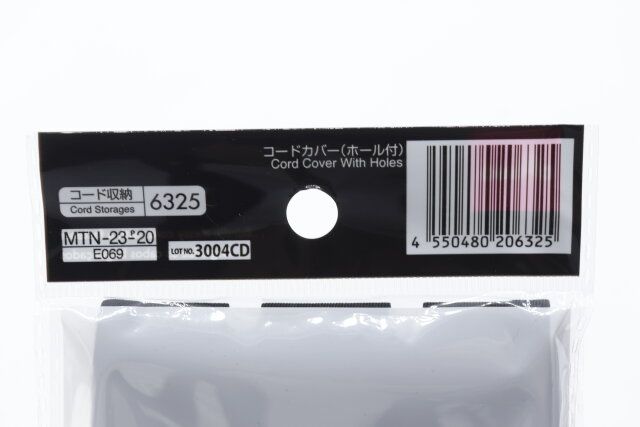 コードカバー（ホール付）
Cord Cover With Holes
コード収納
Cord Storages
6325
MTN-23-P20
E069
LOT NO. 3004CD
4 550480 206325